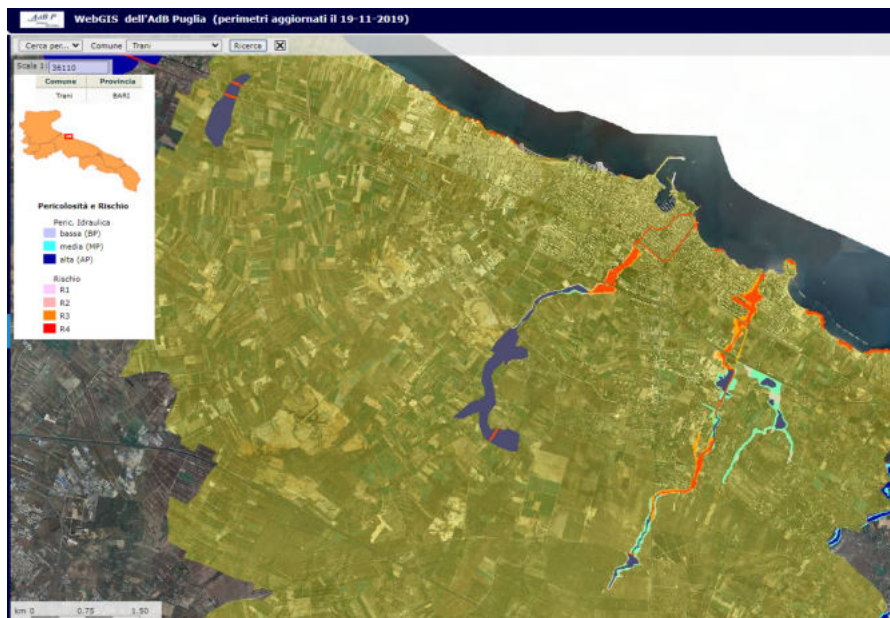 AdB P WebGIS dell'AdB Puglia (perimetri aggiornati il 19-11-2019)
Cerca per... Comune Trani Ricerca X
Scala 1: 36110
Comune Provincia
Trani BARI
Pericolosità e Rischio
Peric. Idraulica
bassa (BP)
media (MP)
alta (AP)
Rischio
R1
R2
R3
R4
km 0 0.75 1.50